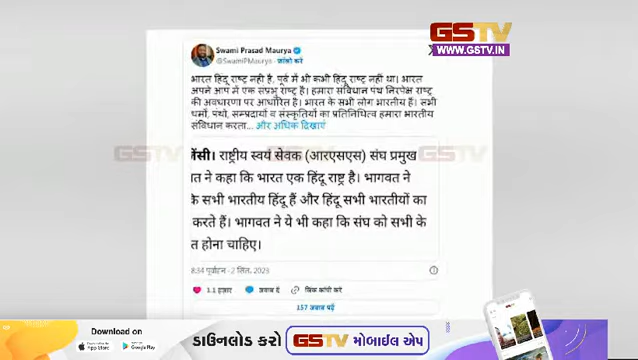 GSTV
WWW.GSTV.IN
Swami Prasad Maurya
@SwamiPMaurya · फ़ॉलो करें
भारत हिंदू राष्ट्र नहीं है, पूर्व में भी कभी हिंदू राष्ट्र नहीं था। भारत
अपने आप में एक संप्रभु राष्ट्र है। हमारा संविधान पंथ निरपेक्ष राष्ट्र
की अवधारणा पर आधारित है। भारत के सभी लोग भारतीय हैं। सभी
धर्मो, पंथो, सम्प्रदायों व संस्कृतियों का प्रतिनिधित्व हमारा भारतीय
संविधान करता... और अधिक दिखाएं
ेंसी। राष्ट्रीय स्वयं सेवक (आरएसएस) संघ प्रमुख
त ने कहा कि भारत एक हिंदू राष्ट्र है। भागवत ने
के सभी भारतीय हिंदू हैं और हिंदू सभी भारतीयों का
करते हैं। भागवत ने ये भी कहा कि संघ को सभी के
त होना चाहिए।
8:34 पूर्वाह्न · 2 सित. 2023
1.1 हज़ार जवाब दें लिंक कॉपी करें
157 जवाब पढ़ें
Download on
App Store Google Play
ડાઉનલોડ કરો GSTV મોબાઈલ એપ